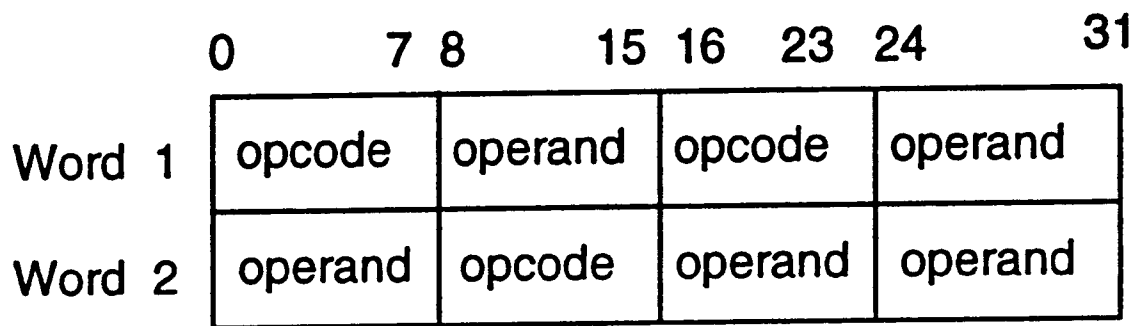 0 7 8 15 16 23 24 31
Word 1 opcode operand opcode operand
Word 2 operand opcode operand operand